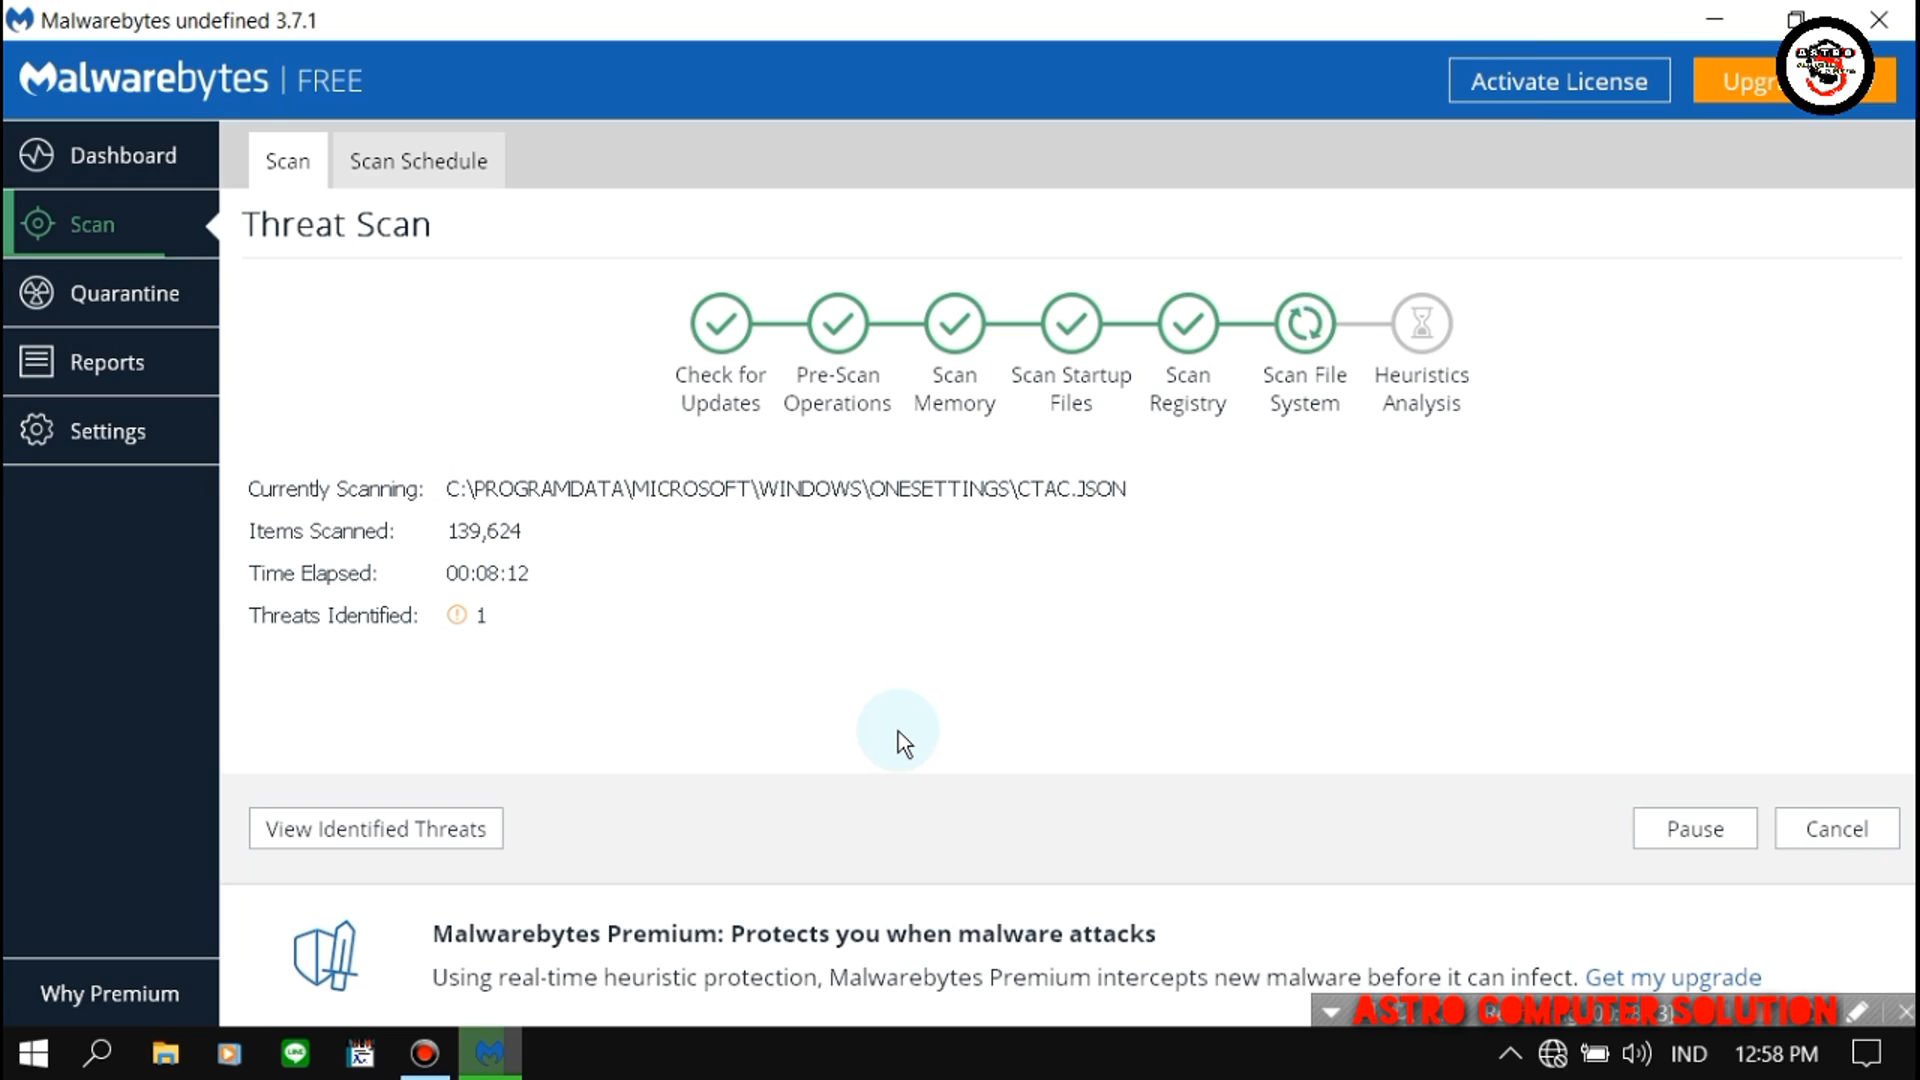 Malwarebytes undefined 3.7.1
Malwarebytes | FREE
Activate License
Dashboard
Scan
Quarantine
Reports
Settings
Why Premium
Scan
Scan Schedule
Threat Scan
Check for Updates
Pre-Scan Operations
Scan Memory
Scan Startup Files
Scan Registry
Scan File System
Heuristics Analysis
Currently Scanning: C:\PROGRAMDATA\MICROSOFT\WINDOWS\ONESETTINGS\CTAC.JSON
Items Scanned: 139,624
Time Elapsed: 00:08:12
Threats Identified: 1
View Identified Threats
Pause
Cancel
Malwarebytes Premium: Protects you when malware attacks
Using real-time heuristic protection, Malwarebytes Premium intercepts new malware before it can infect. Get my upgrade
ASTRO COMPUTER SOLUTION
IND
12:58 PM